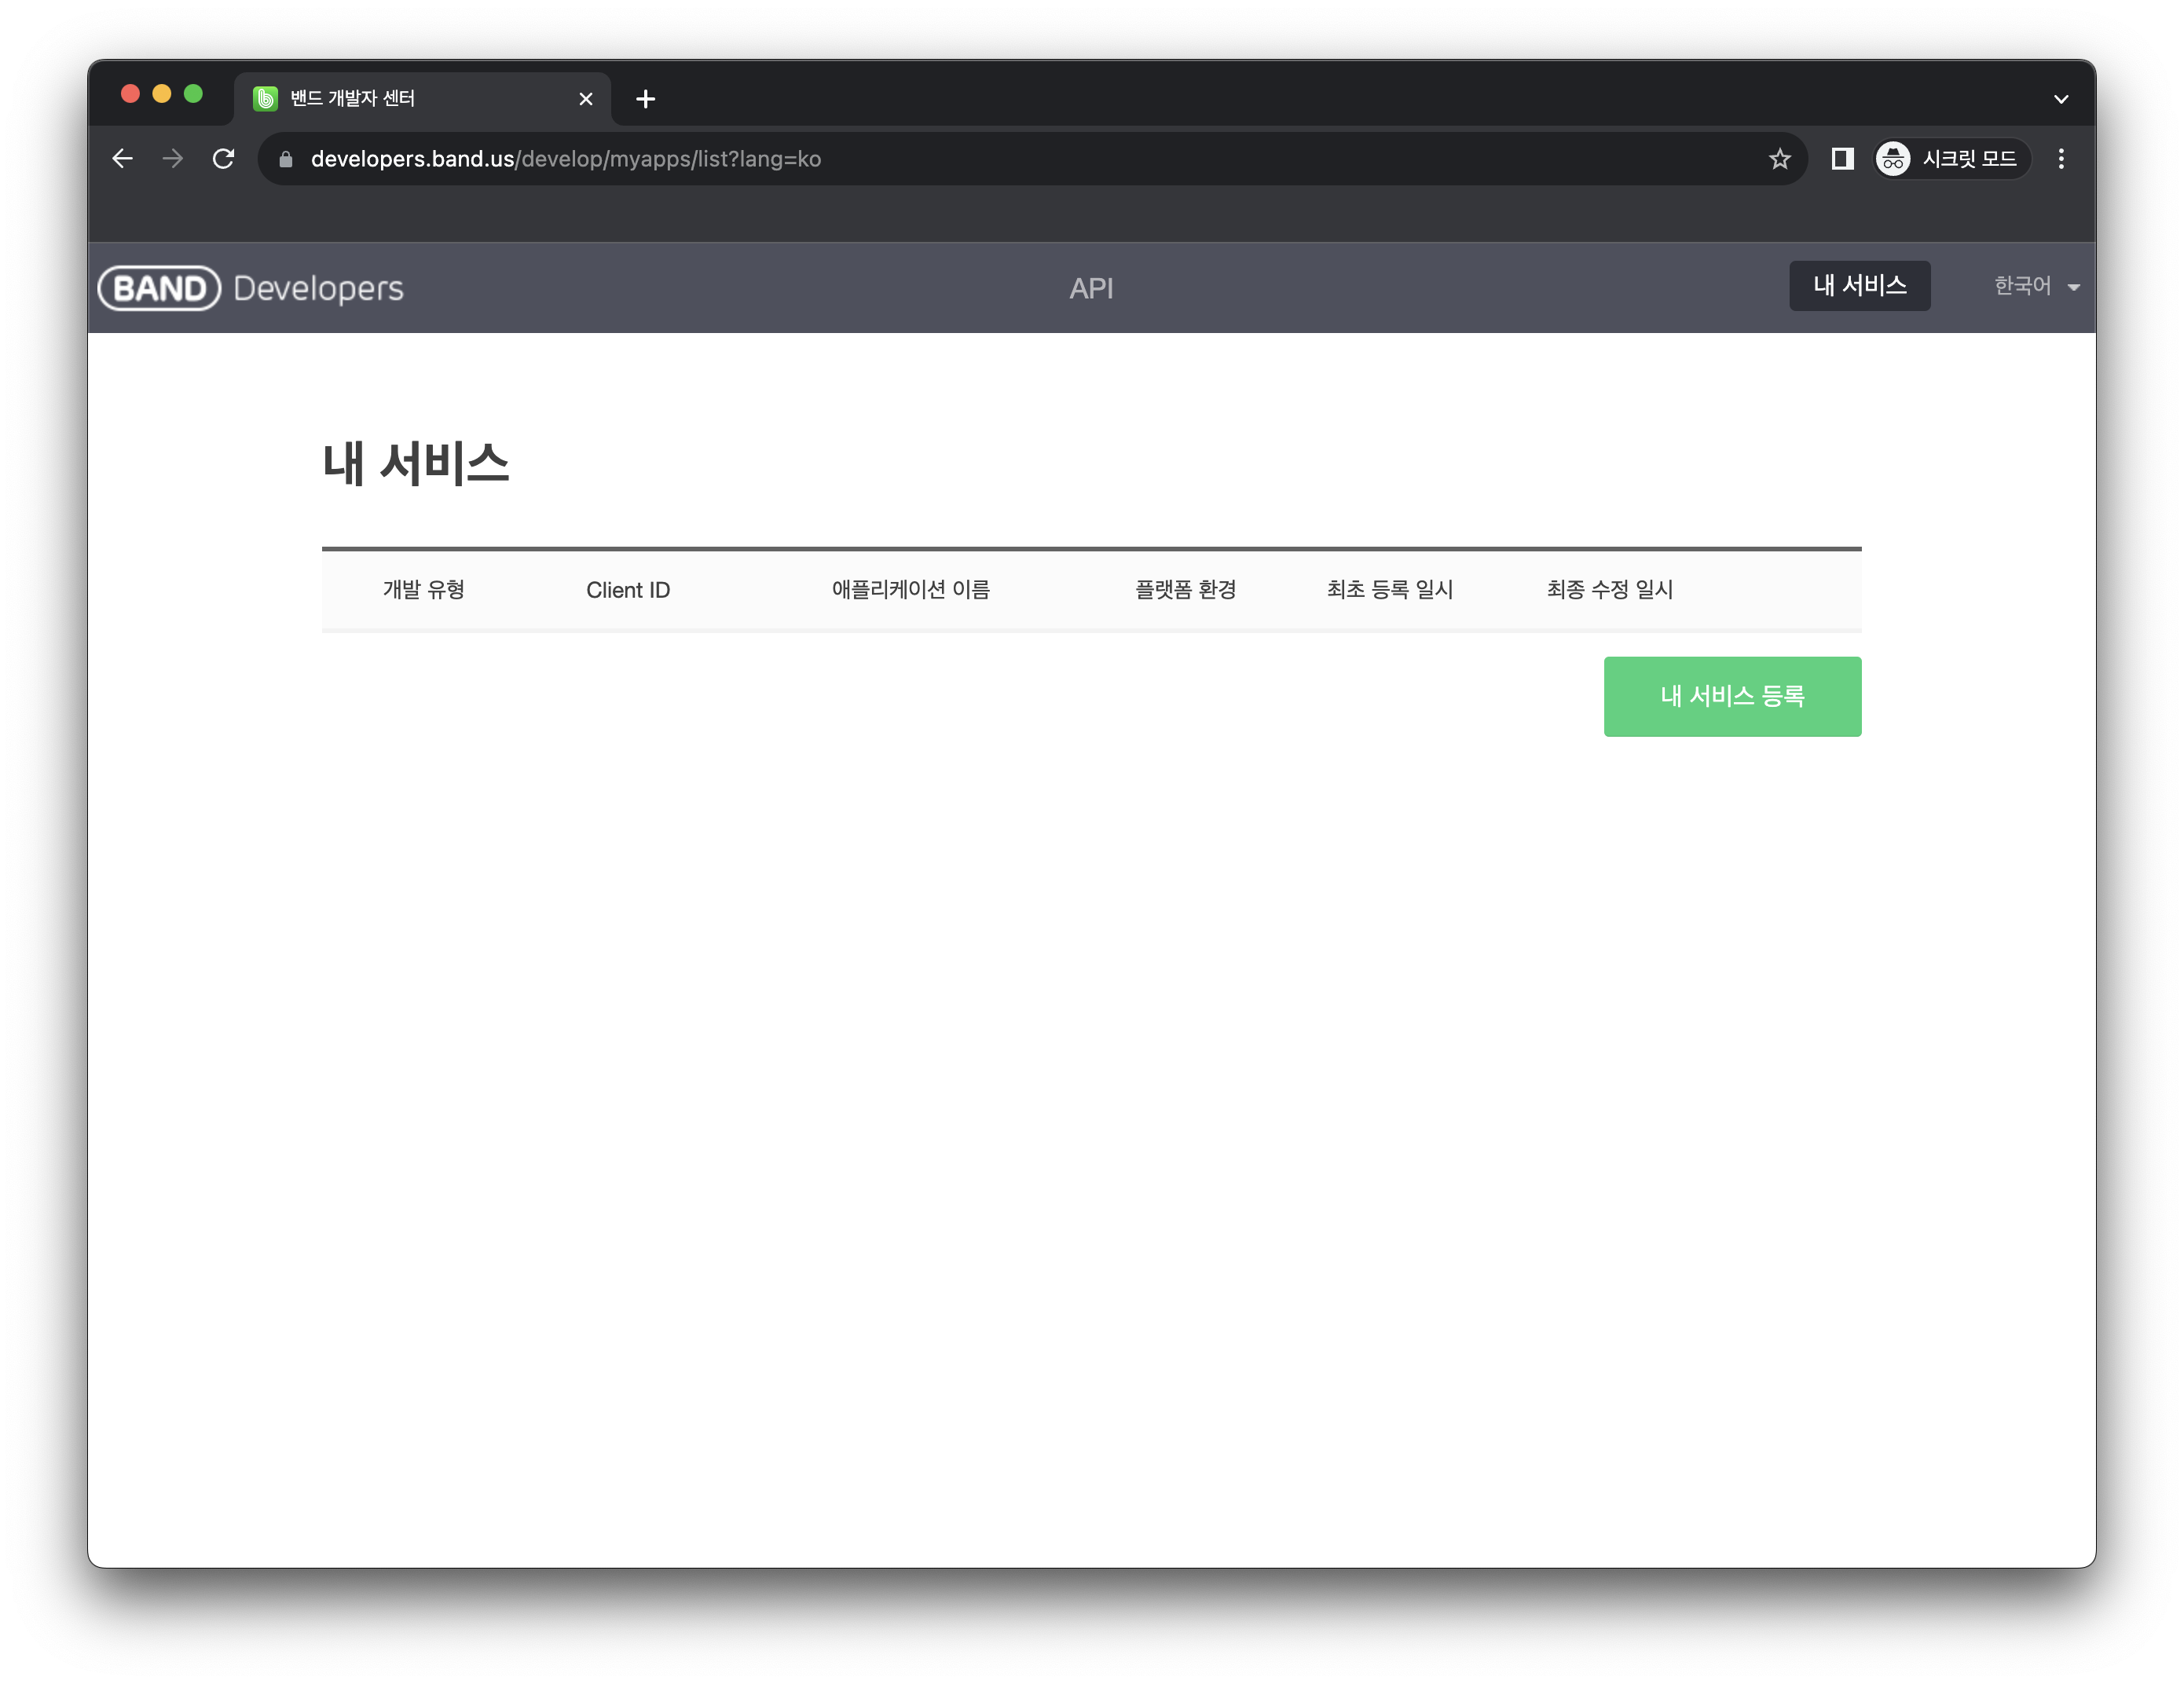 밴드 개발자 센터
developers.band.us/develop/myapps/list?lang=ko
시크릿 모드
BAND Developers
API
내 서비스
한국어
내 서비스
개발 유형 Client ID 애플리케이션 이름 플랫폼 환경 최초 등록 일시 최종 수정 일시
내 서비스 등록